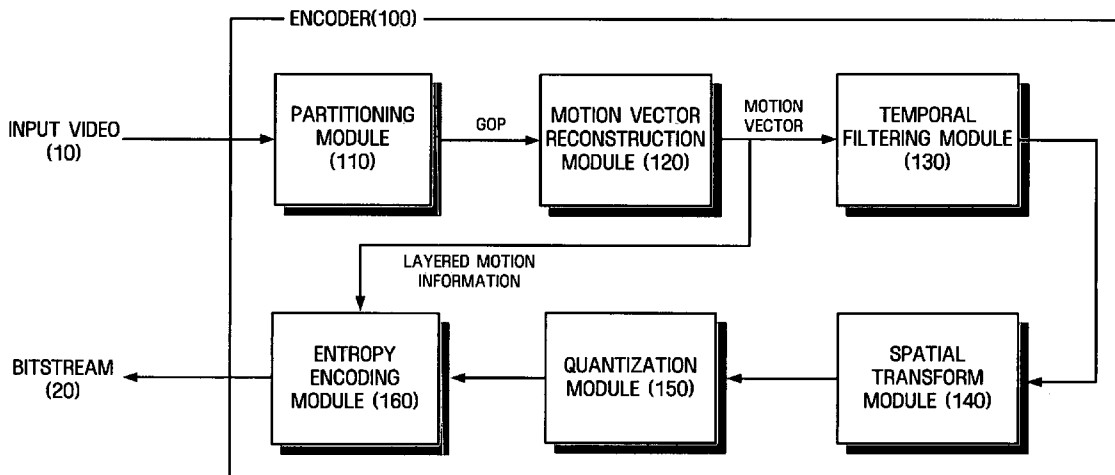 ENCODER(100)
INPUT VIDEO
(10)
PARTITIONING
MODULE
(110)
GOP
MOTION VECTOR
RECONSTRUCTION
MODULE (120)
MOTION
VECTOR
TEMPORAL
FILTERING MODULE
(130)
LAYERED MOTION
INFORMATION
BITSTREAM
(20)
ENTROPY
ENCODING
MODULE (160)
QUANTIZATION
MODULE (150)
SPATIAL
TRANSFORM
MODULE (140)